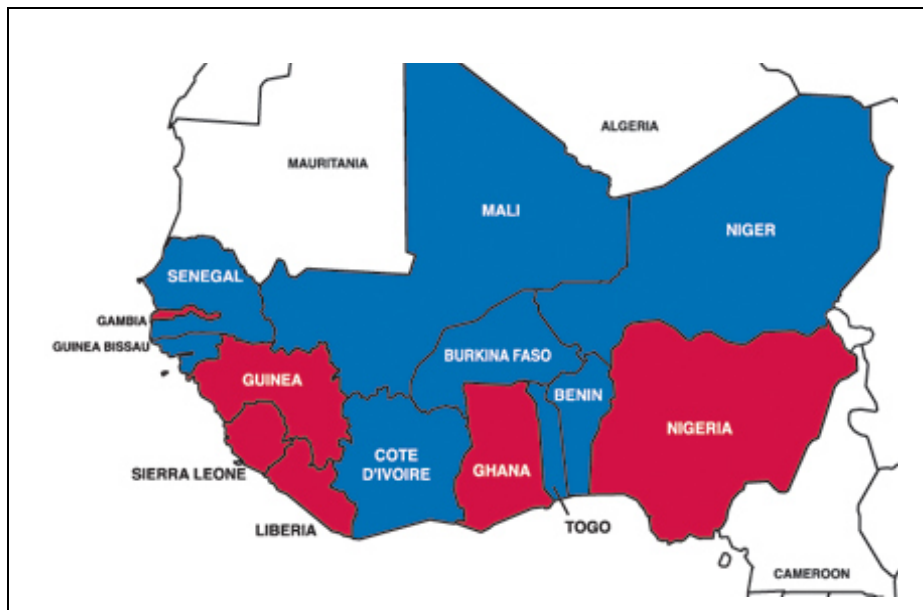 ALGERIA
MAURITANIA
MALI
NIGER
SENEGAL
GAMBIA
GUINEA BISSAU
BURKINA FASO
GUINEA
BENIN
NIGERIA
COTE
D'IVOIRE
GHANA
SIERRA LEONE
LIBERIA
TOGO
CAMEROON